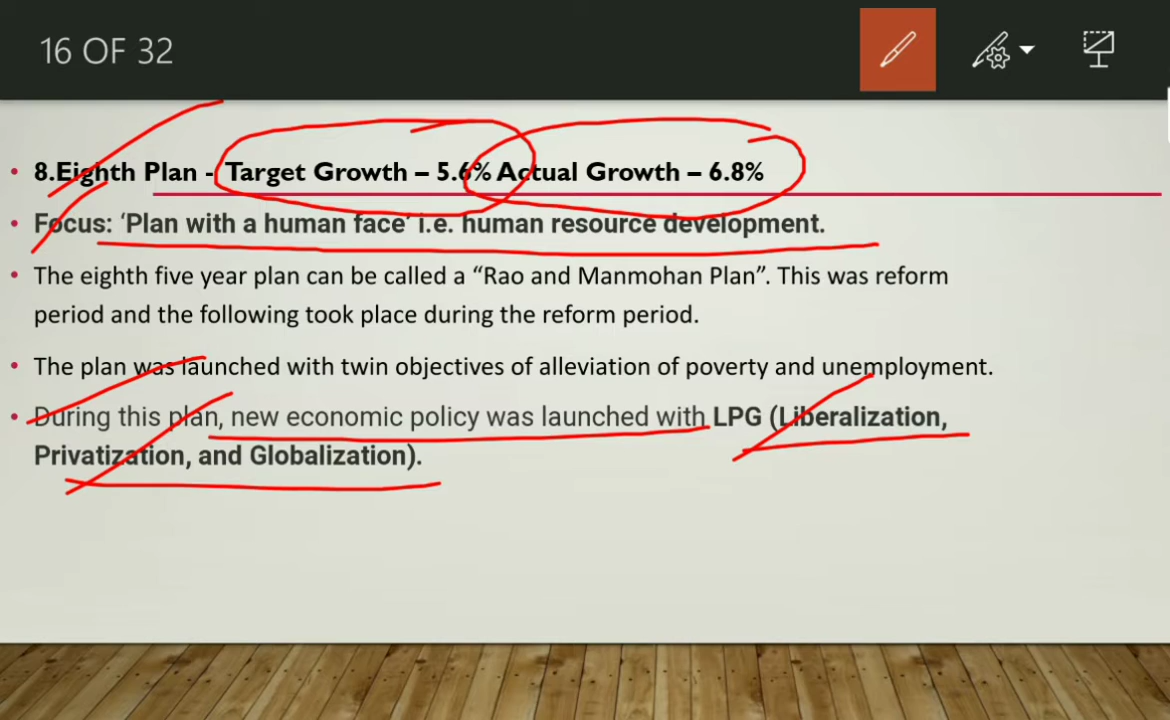 16 OF 32
• 8.Eighth Plan - Target Growth – 5.6% Actual Growth – 6.8%
• Focus: ‘Plan with a human face’ i.e. human resource development.
• The eighth five year plan can be called a “Rao and Manmohan Plan”. This was reform
period and the following took place during the reform period.
• The plan was launched with twin objectives of alleviation of poverty and unemployment.
• During this plan, new economic policy was launched with LPG (Liberalization,
Privatization, and Globalization).